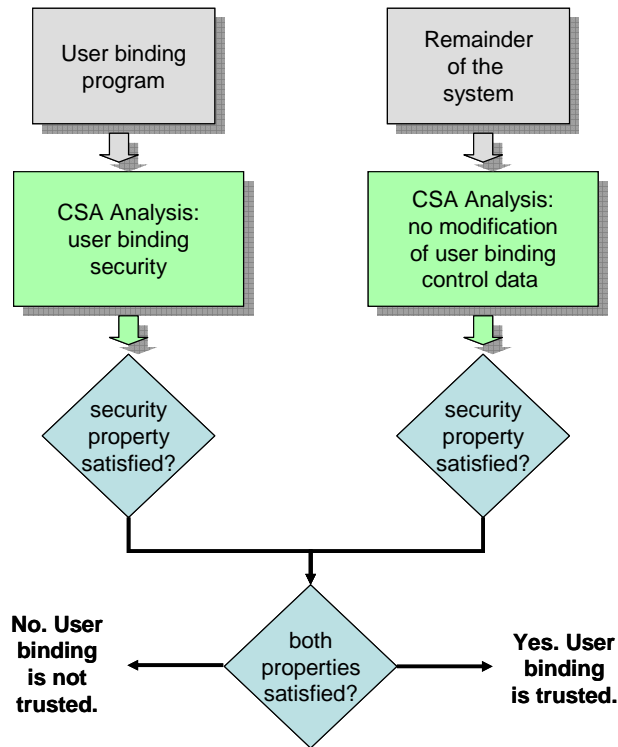 User binding
program
Remainder
of the
system
CSA Analysis:
user binding
security
CSA Analysis:
no modification
of user binding
control data
security
property
satisfied?
security
property
satisfied?
both
properties
satisfied?
No. User
binding
is not
trusted.
Yes. User
binding
is trusted.